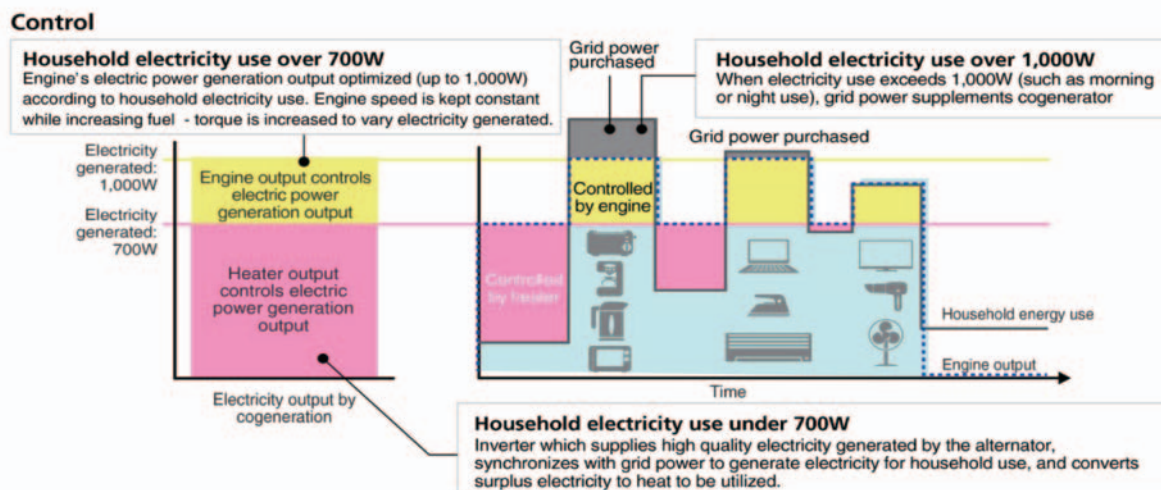 Control
Household electricity use over 700W
Engine's electric power generation output optimized (up to 1,000W)
according to household electricity use. Engine speed is kept constant
while increasing fuel - torque is increased to vary electricity generated.
Grid power
purchased
Household electricity use over 1,000W
When electricity use exceeds 1,000W (such as morning
or night use), grid power supplements cogenerator
Grid power purchased
Electricity
generated:
1,000W
Electricity
generated:
700W
Engine output controls
electric power
generation output
Heater output
controls electric
power generation
output
Electricity output by
cogeneration
Controlled
by heater
Controlled
by engine
Household energy use
Engine output
Time
Household electricity use under 700W
Inverter which supplies high quality electricity generated by the alternator,
synchronizes with grid power to generate electricity for household use, and converts
surplus electricity to heat to be utilized.